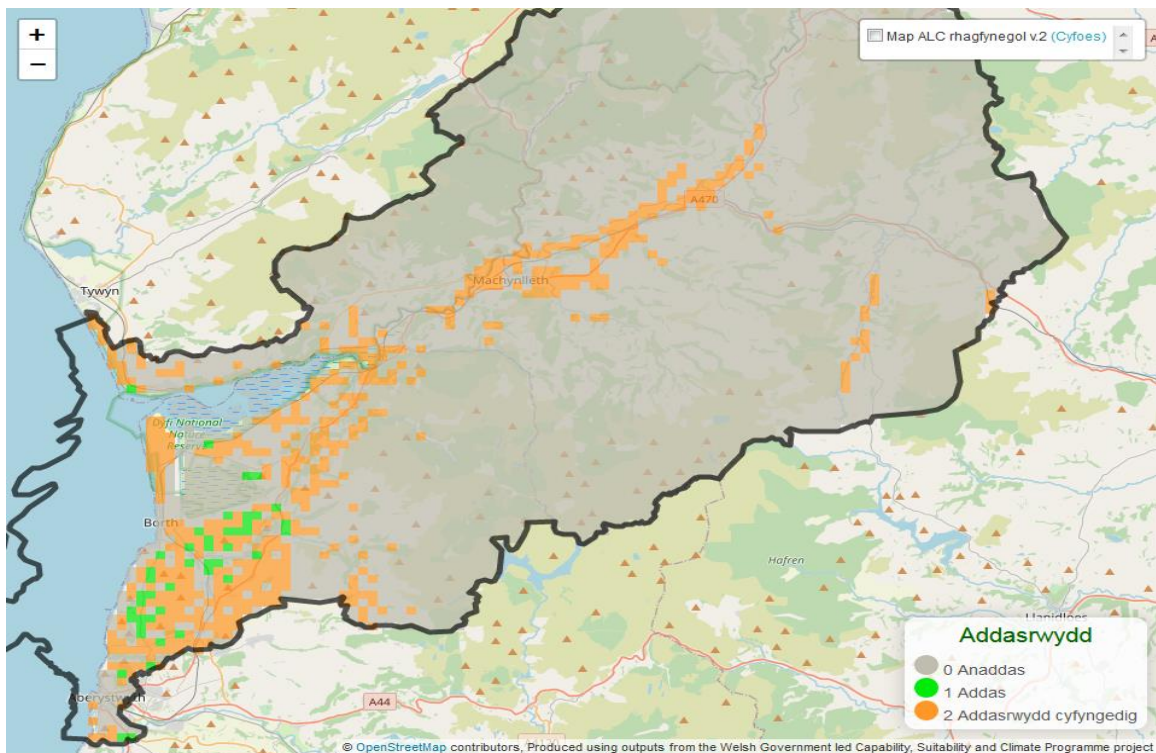 +
−
Map ALC rhagfynegol v.2 (Cyfoes)
A470
Machynlleth
Tywyn
Dyfi National
Nature
Reserve
Borth
Hafren
Llanidloes
Addasrwydd
0 Anaddas
1 Addas
2 Addasrwydd cyfyngedig
Aberystwyth
A44
© OpenStreetMap contributors, Produced using outputs from the Welsh Government led Capability, Suitability and Climate Programme project